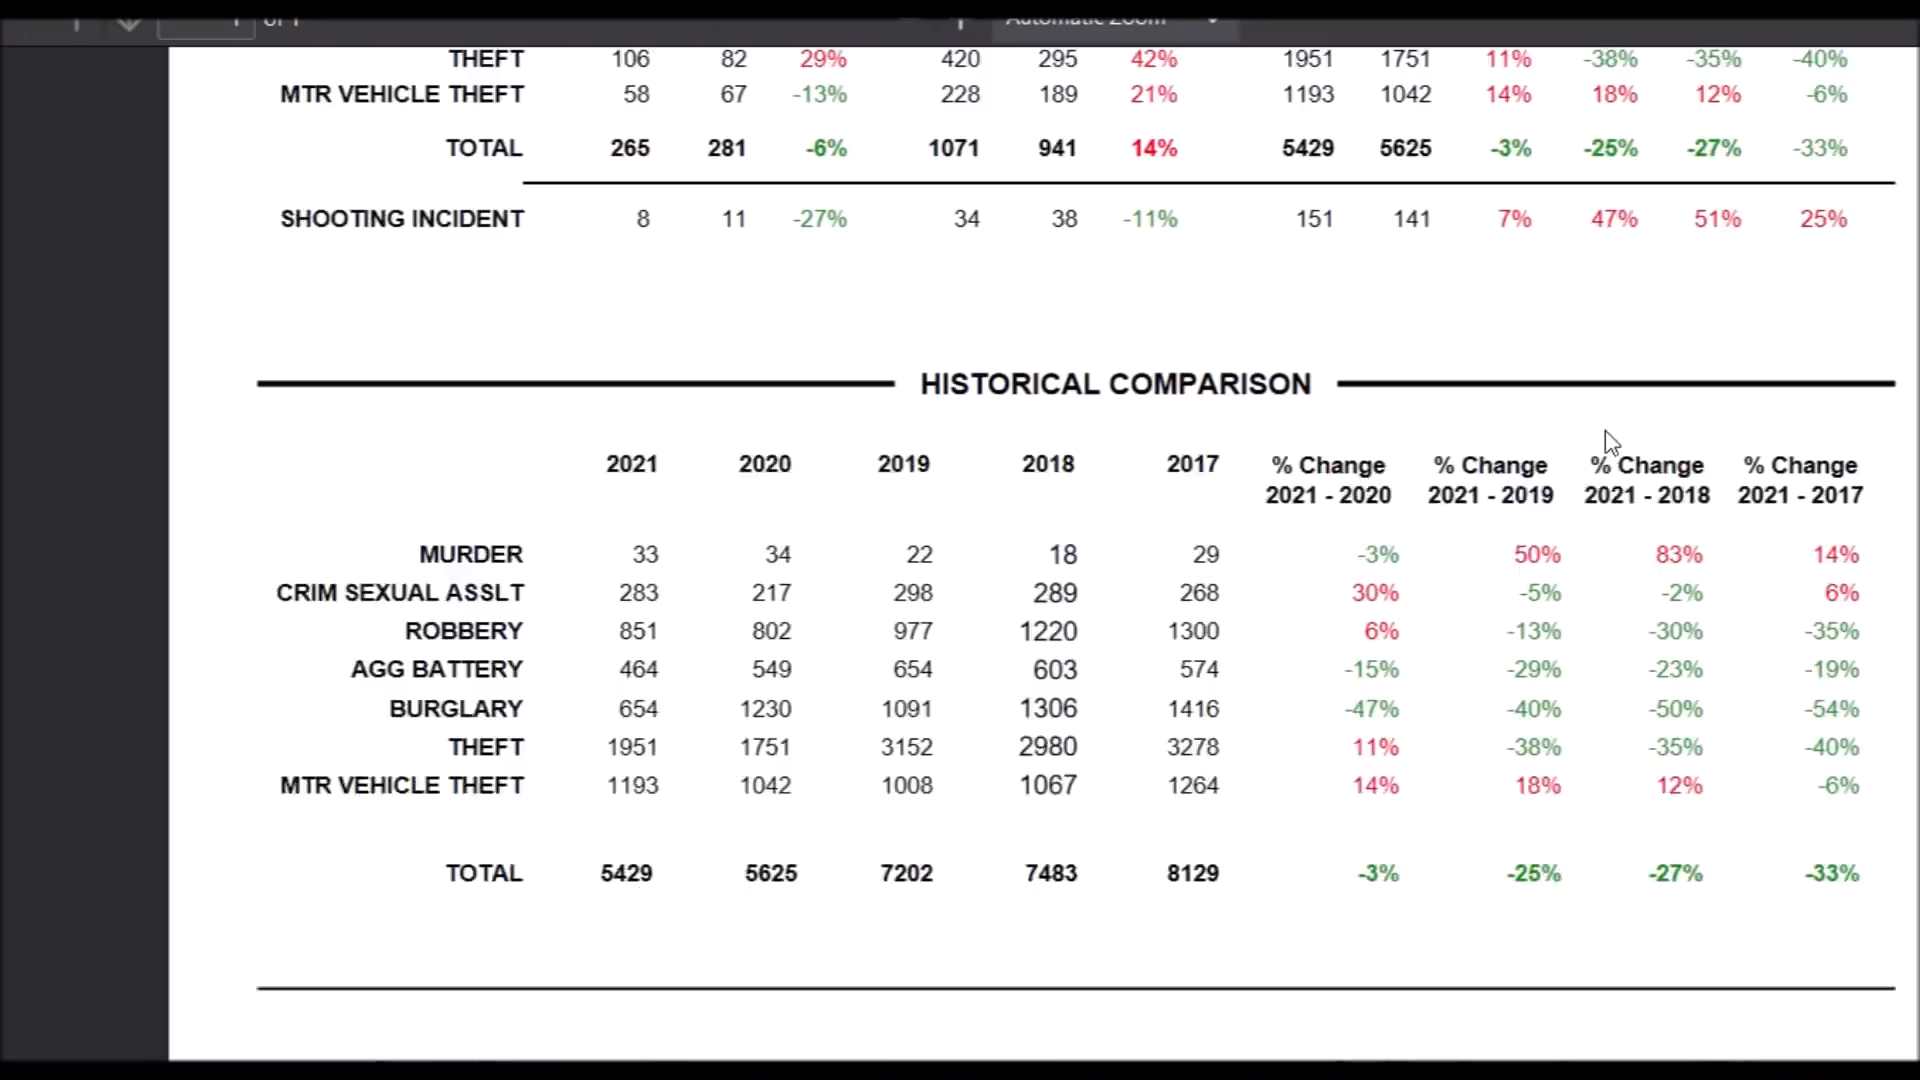 Automatic Zoom
THEFT 106 82 29% 420 295 42% 1951 1751 11% -38% -35% -40%
MTR VEHICLE THEFT 58 67 -13% 228 189 21% 1193 1042 14% 18% 12% -6%
TOTAL 265 281 -6% 1071 941 14% 5429 5625 -3% -25% -27% -33%
SHOOTING INCIDENT 8 11 -27% 34 38 -11% 151 141 7% 47% 51% 25%
HISTORICAL COMPARISON
2021 2020 2019 2018 2017 % Change % Change % Change % Change
2021 - 2020 2021 - 2019 2021 - 2018 2021 - 2017
MURDER 33 34 22 18 29 -3% 50% 83% 14%
CRIM SEXUAL ASSLT 283 217 298 289 268 30% -5% -2% 6%
ROBBERY 851 802 977 1220 1300 6% -13% -30% -35%
AGG BATTERY 464 549 654 603 574 -15% -29% -23% -19%
BURGLARY 654 1230 1091 1306 1416 -47% -40% -50% -54%
THEFT 1951 1751 3152 2980 3278 11% -38% -35% -40%
MTR VEHICLE THEFT 1193 1042 1008 1067 1264 14% 18% 12% -6%
TOTAL 5429 5625 7202 7483 8129 -3% -25% -27% -33%